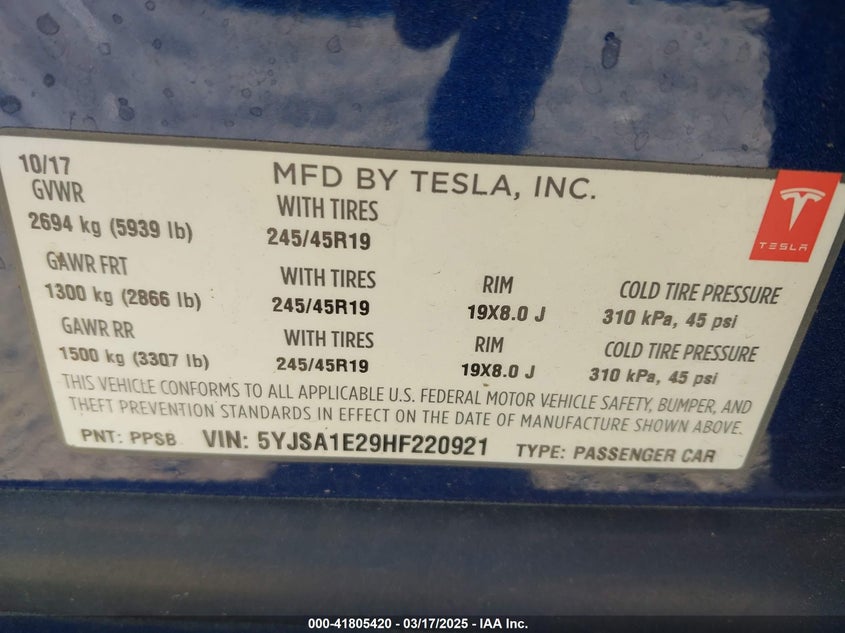 10/17
MFD BY TESLA, INC.
GVWR WITH TIRES
2694 kg (5939 lb) 245/45R19
TESLA
GAWR FRT WITH TIRES RIM COLD TIRE PRESSURE
1300 kg (2866 lb) 245/45R19 19X8.0 J 310 kPa, 45 psi
GAWR RR WITH TIRES RIM COLD TIRE PRESSURE
1500 kg (3307 lb) 245/45R19 19X8.0 J 310 kPa, 45 psi
THIS VEHICLE CONFORMS TO ALL APPLICABLE U.S. FEDERAL MOTOR VEHICLE SAFETY, BUMPER, AND
THEFT PREVENTION STANDARDS IN EFFECT ON THE DATE OF MANUFACTURE SHOWN ABOVE.
PNT: PPSB VIN: 5YJSA1E29HF220921 TYPE: PASSENGER CAR
000-41805420 - 03/17/2025 - IAA Inc.